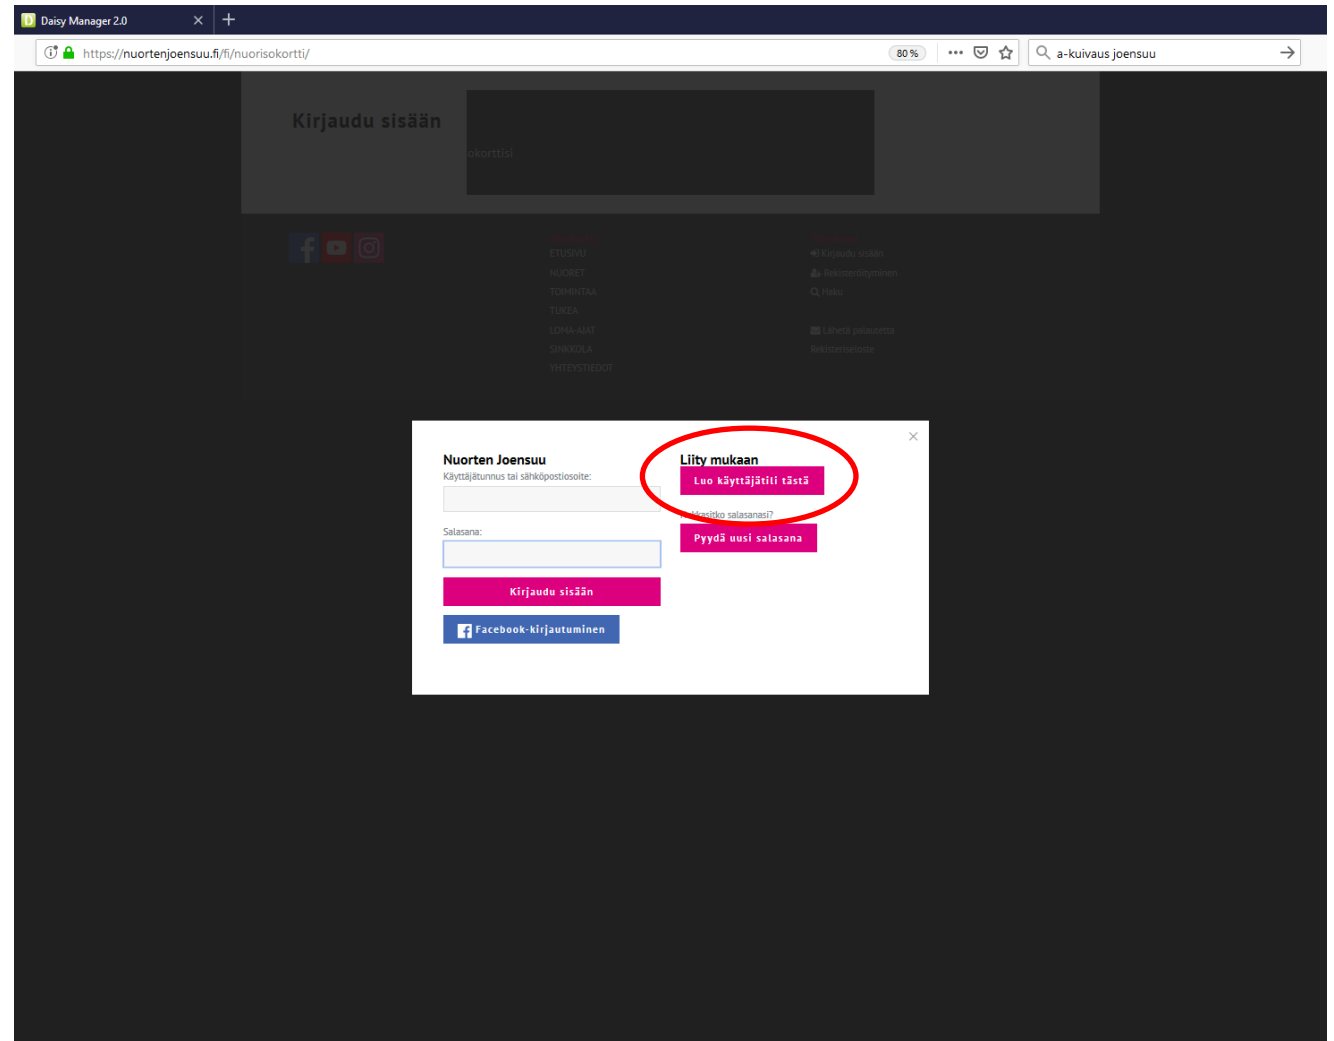 Daisy Manager 2.0
https://nuortenjoensuu.fi/fi/nuorisokortti/
80 %
a-kuivaus joensuu
Kirjaudu sisään
okorttisi
ETUSIVU
NUORET
TOIMINTAA
TUKEA
LOMA-AJAT
SINKKOLA
YHTEYSTIEDOT
Kirjaudu sisään
Rekisteröityminen
Haku
Lähetä palautetta
Rekisteriseloste
Nuorten Joensuu
Käyttäjätunnus tai sähköpostiosoite:
Salasana:
Kirjaudu sisään
Facebook-kirjautuminen
Liity mukaan
Luo käyttäjätili tästä
salasanasi?
Pyydä uusi salasana